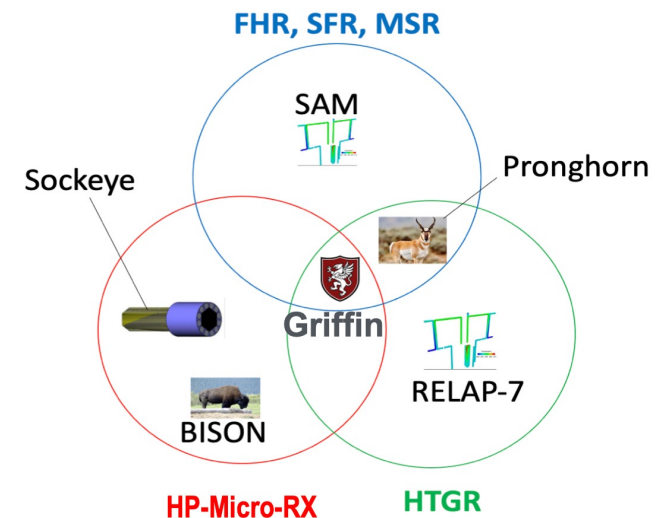 FHR, SFR, MSR
SAM
Pronghorn
Sockeye
Griffin
RELAP-7
BISON
HP-Micro-RX
HTGR